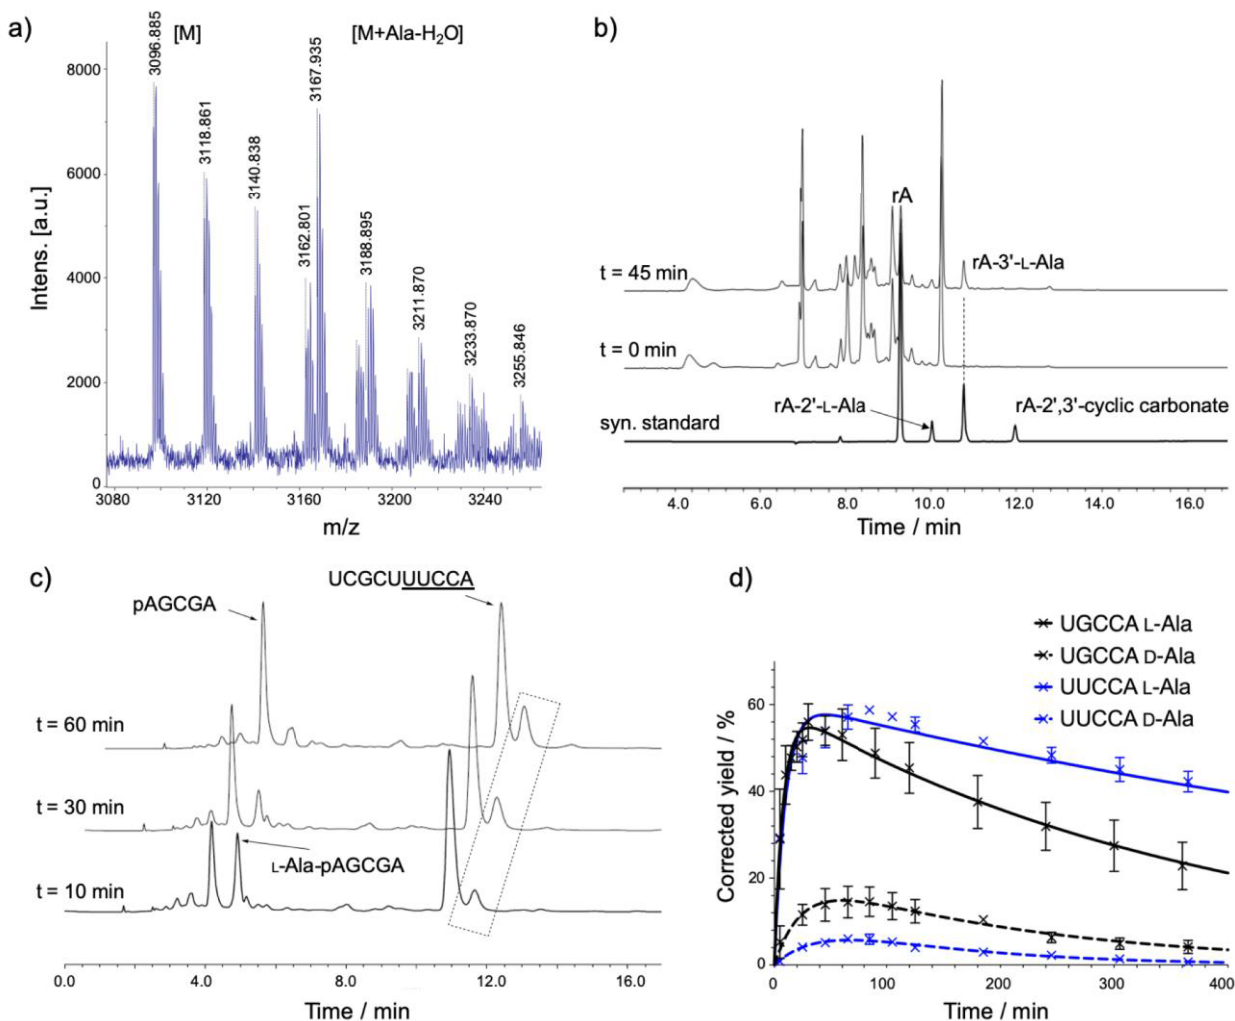 a)
[M]
[M+Ala-H₂O]
3096.885
3118.861
3140.838
3162.801
3167.935
3188.895
3211.870
3233.870
3255.846
Intens. [a.u.]
8000
6000
4000
2000
0
3080
3120
3160
3200
3240
m/z
b)
rA
t = 45 min
rA-3'-L-Ala
t = 0 min
rA-2'-L-Ala
rA-2',3'-cyclic carbonate
syn. standard
4.0
6.0
8.0
10.0
12.0
14.0
16.0
Time / min
c)
UCGCUUUCCA
pAGCGA
t = 60 min
t = 30 min
L-Ala-pAGCGA
t = 10 min
0.0
4.0
8.0
12.0
16.0
Time / min
d)
UGCCA L-Ala
UGCCA D-Ala
UUCCA L-Ala
UUCCA D-Ala
Corrected yield / %
60
40
20
0
0
100
200
300
400
Time / min